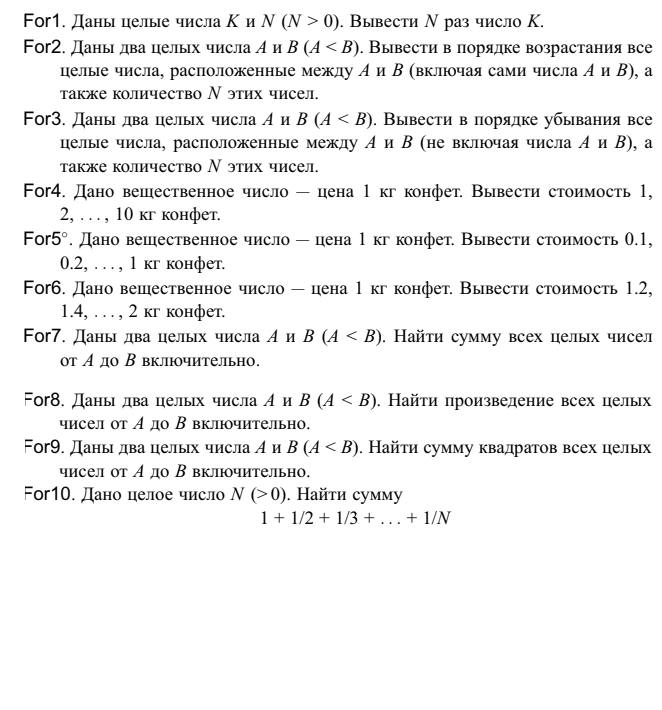 For1. Даны целые числа K и N (N > 0). Вывести N раз число K.
For2. Даны два целых числа A и B (A < B). Вывести в порядке возрастания все
целые числа, расположенные между A и B (включая сами числа A и B), а
также количество N этих чисел.
For3. Даны два целых числа A и B (A < B). Вывести в порядке убывания все
целые числа, расположенные между A и B (не включая числа A и B), а
также количество N этих чисел.
For4. Дано вещественное число — цена 1 кг конфет. Вывести стоимость 1,
2, . . . , 10 кг конфет.
For5°. Дано вещественное число — цена 1 кг конфет. Вывести стоимость 0.1,
0.2, . . . , 1 кг конфет.
For6. Дано вещественное число — цена 1 кг конфет. Вывести стоимость 1.2,
1.4, . . . , 2 кг конфет.
For7. Даны два целых числа A и B (A < B). Найти сумму всех целых чисел
от A до B включительно.
For8. Даны два целых числа A и B (A < B). Найти произведение всех целых
чисел от A до B включительно.
For9. Даны два целых числа A и B (A < B). Найти сумму квадратов всех целых
чисел от A до B включительно.
For10. Дано целое число N (> 0). Найти сумму
1 + 1/2 + 1/3 + . . . + 1/N